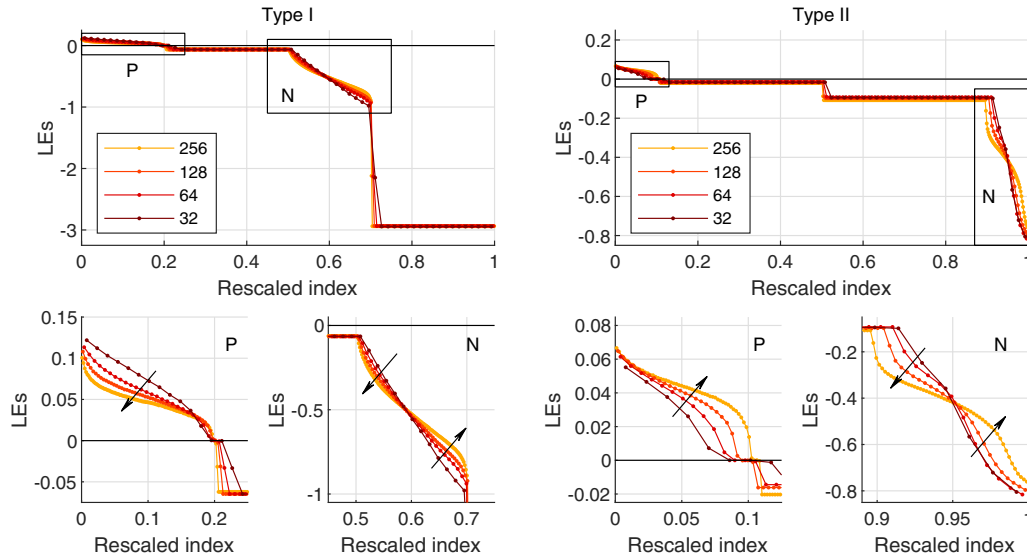 Type I
0
-1
-2
-3
LEs
P
N
256
128
64
32
0 0.2 0.4 0.6 0.8 1
Rescaled index
Type II
0.2
0
-0.2
-0.4
-0.6
-0.8
LEs
P
N
256
128
64
32
0 0.2 0.4 0.6 0.8 1
Rescaled index
0.15
0.1
0.05
0
-0.05
LEs
P
0 0.1 0.2
Rescaled index
0
-0.5
-1
LEs
N
0.5 0.6 0.7
Rescaled index
0.08
0.06
0.04
0.02
0
-0.02
LEs
P
0 0.05 0.1
Rescaled index
-0.2
-0.4
-0.6
-0.8
LEs
N
0.9 0.95 1
Rescaled index